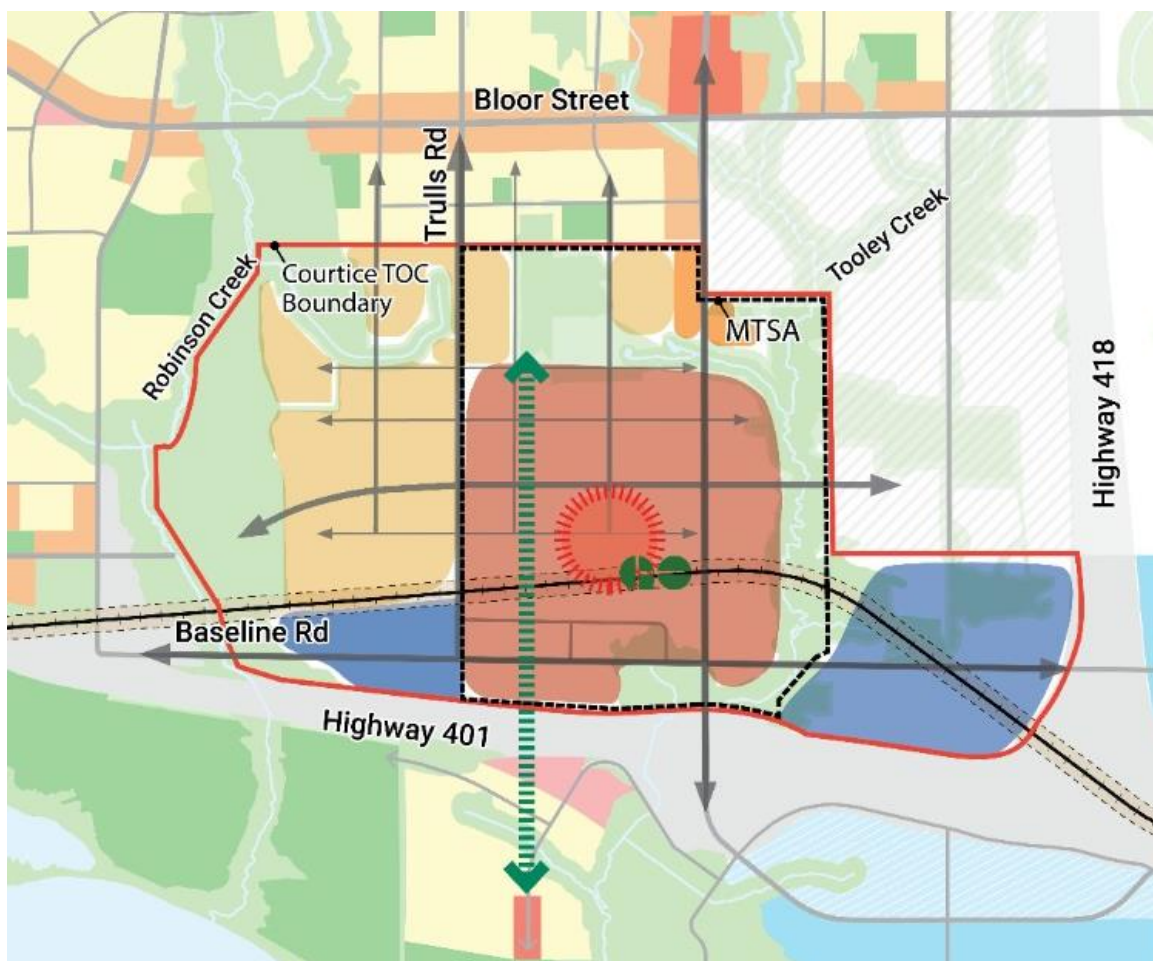 Bloor Street
Trulls Rd
Tooley Creek
Robinson Creek
Courtice TOC
Boundary
MTSA
Highway 418
Baseline Rd
Highway 401